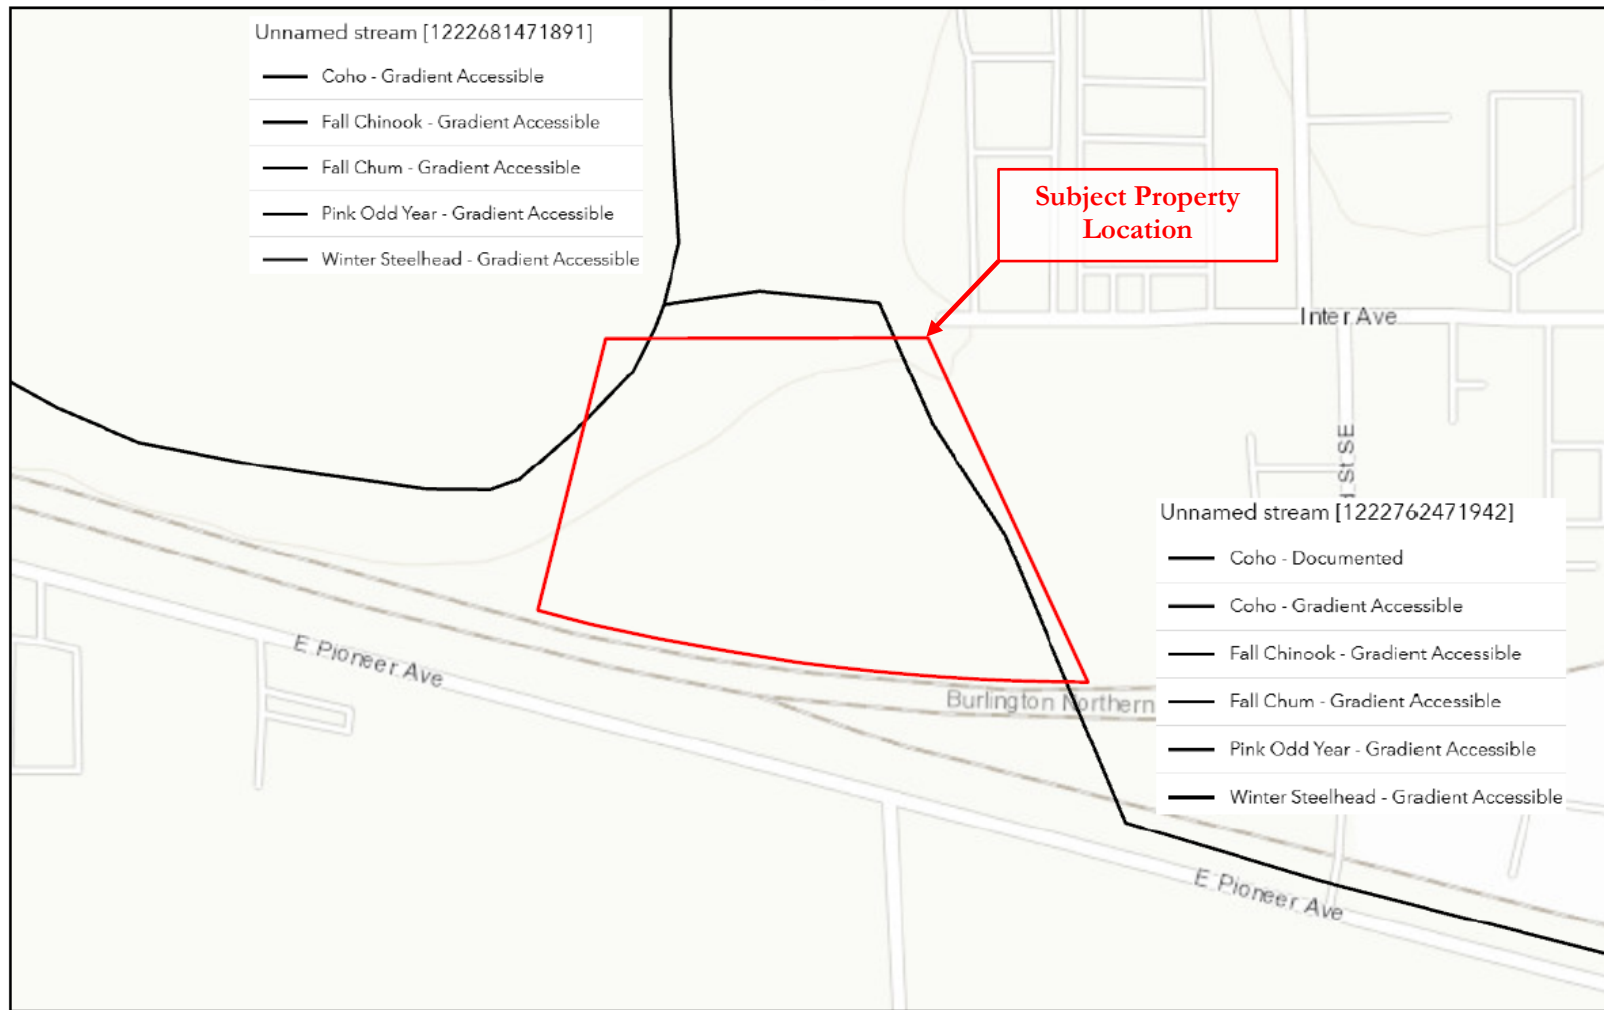 Unnamed stream [1222681471891]
Coho - Gradient Accessible
Fall Chinook - Gradient Accessible
Fall Chum - Gradient Accessible
Pink Odd Year - Gradient Accessible
Winter Steelhead - Gradient Accessible
Subject Property
Location
Inter Ave
St SE
Unnamed stream [1222762471942]
Coho - Documented
Coho - Gradient Accessible
Fall Chinook - Gradient Accessible
Fall Chum - Gradient Accessible
Pink Odd Year - Gradient Accessible
Winter Steelhead - Gradient Accessible
E Pioneer Ave
Burlington Northern
E Pioneer Ave